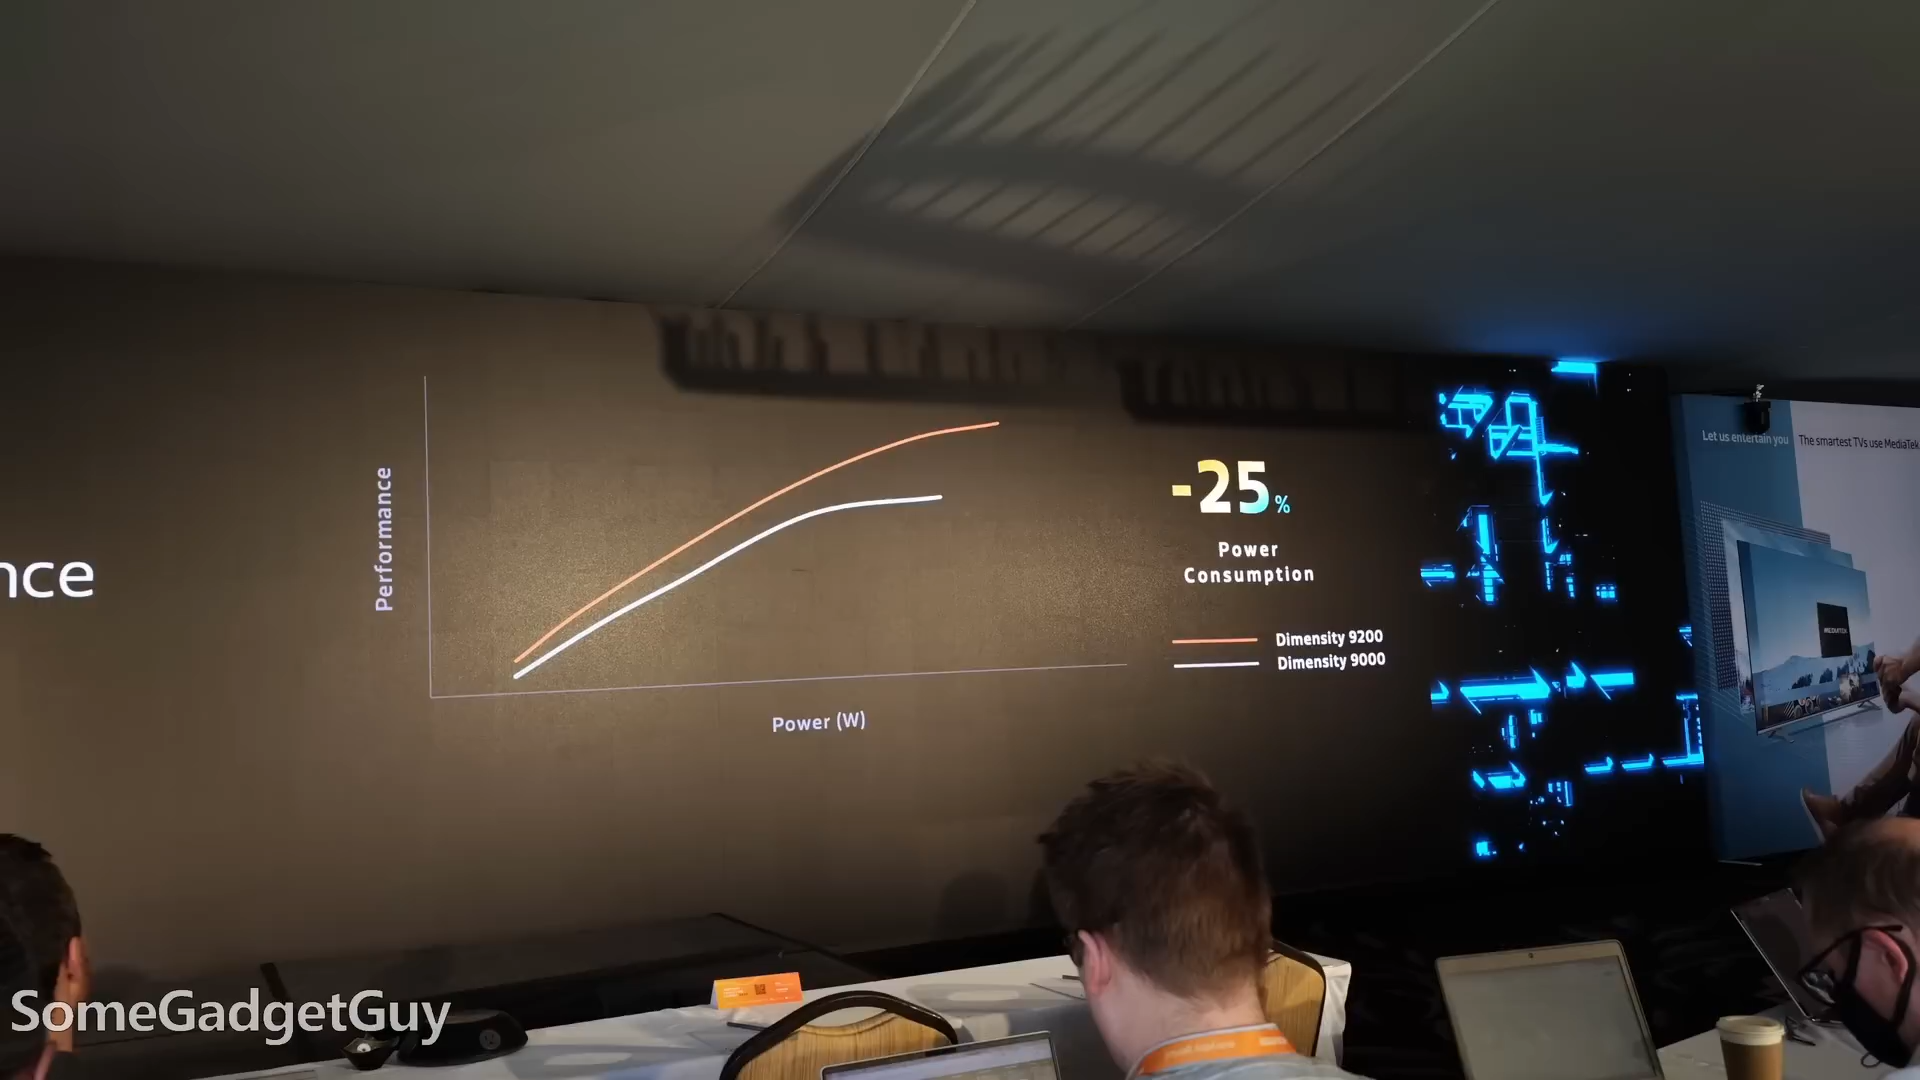 nce
Performance
Power (W)
-25%
Power
Consumption
Dimensity 9200
Dimensity 9000
Let us entertain you
The smartest TVs use MediaTek
MEDIATEK
SomeGadgetGuy